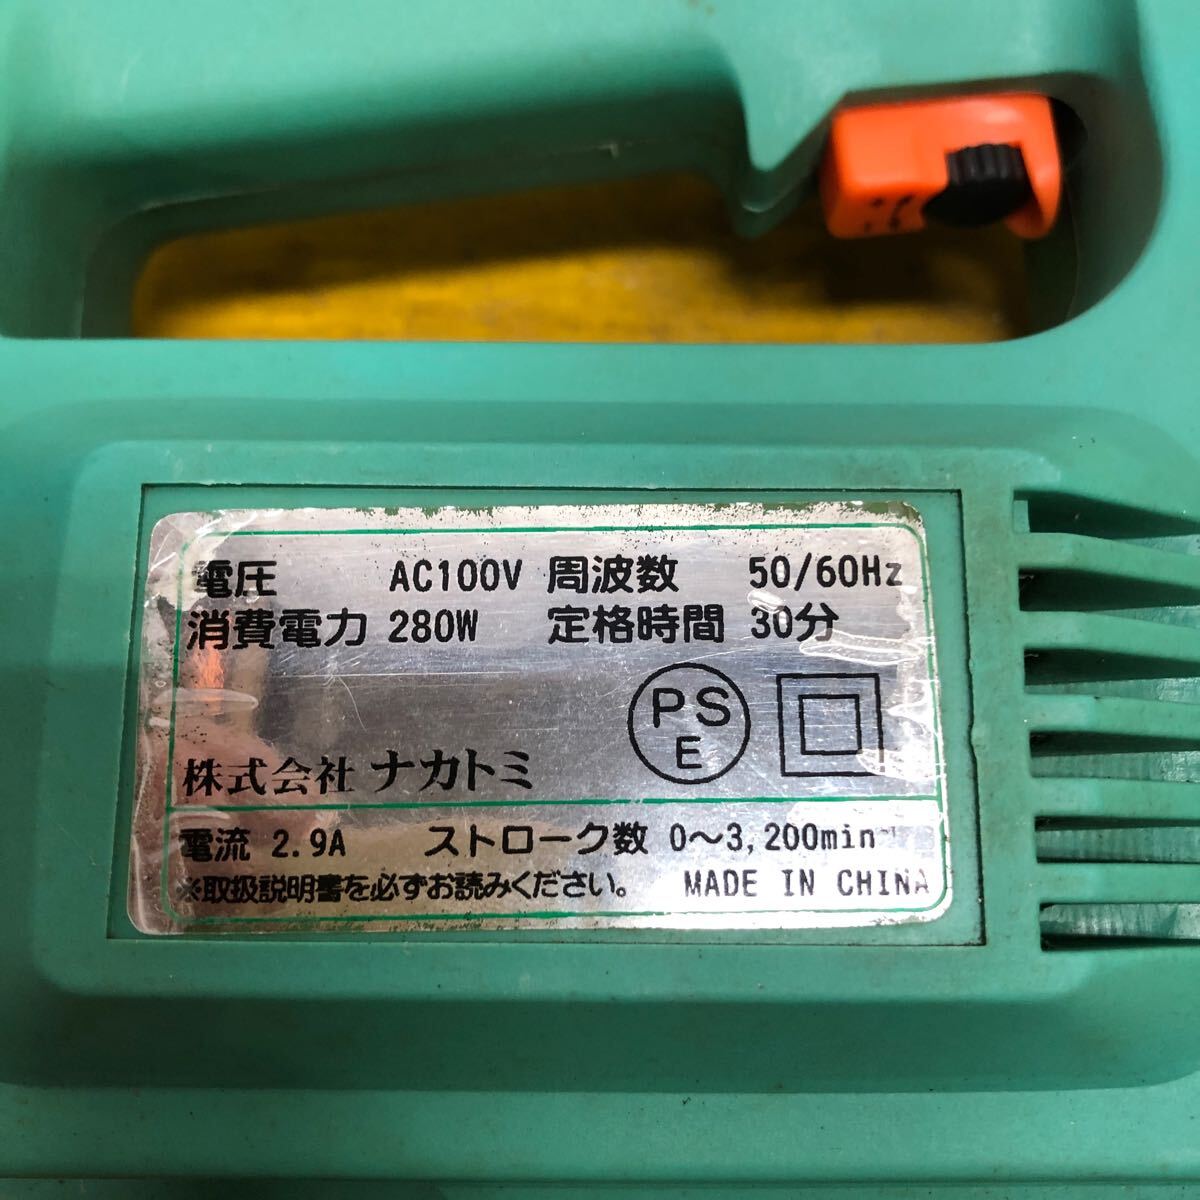 電圧 AC100V 周波数 50/60Hz
消費電力 280W 定格時間 30分
PS
E
株式会社 ナカトミ
電流 2.9A ストローク数 0～3,200min⁻¹
※取扱説明書を必ずお読みください。 MADE IN CHINA